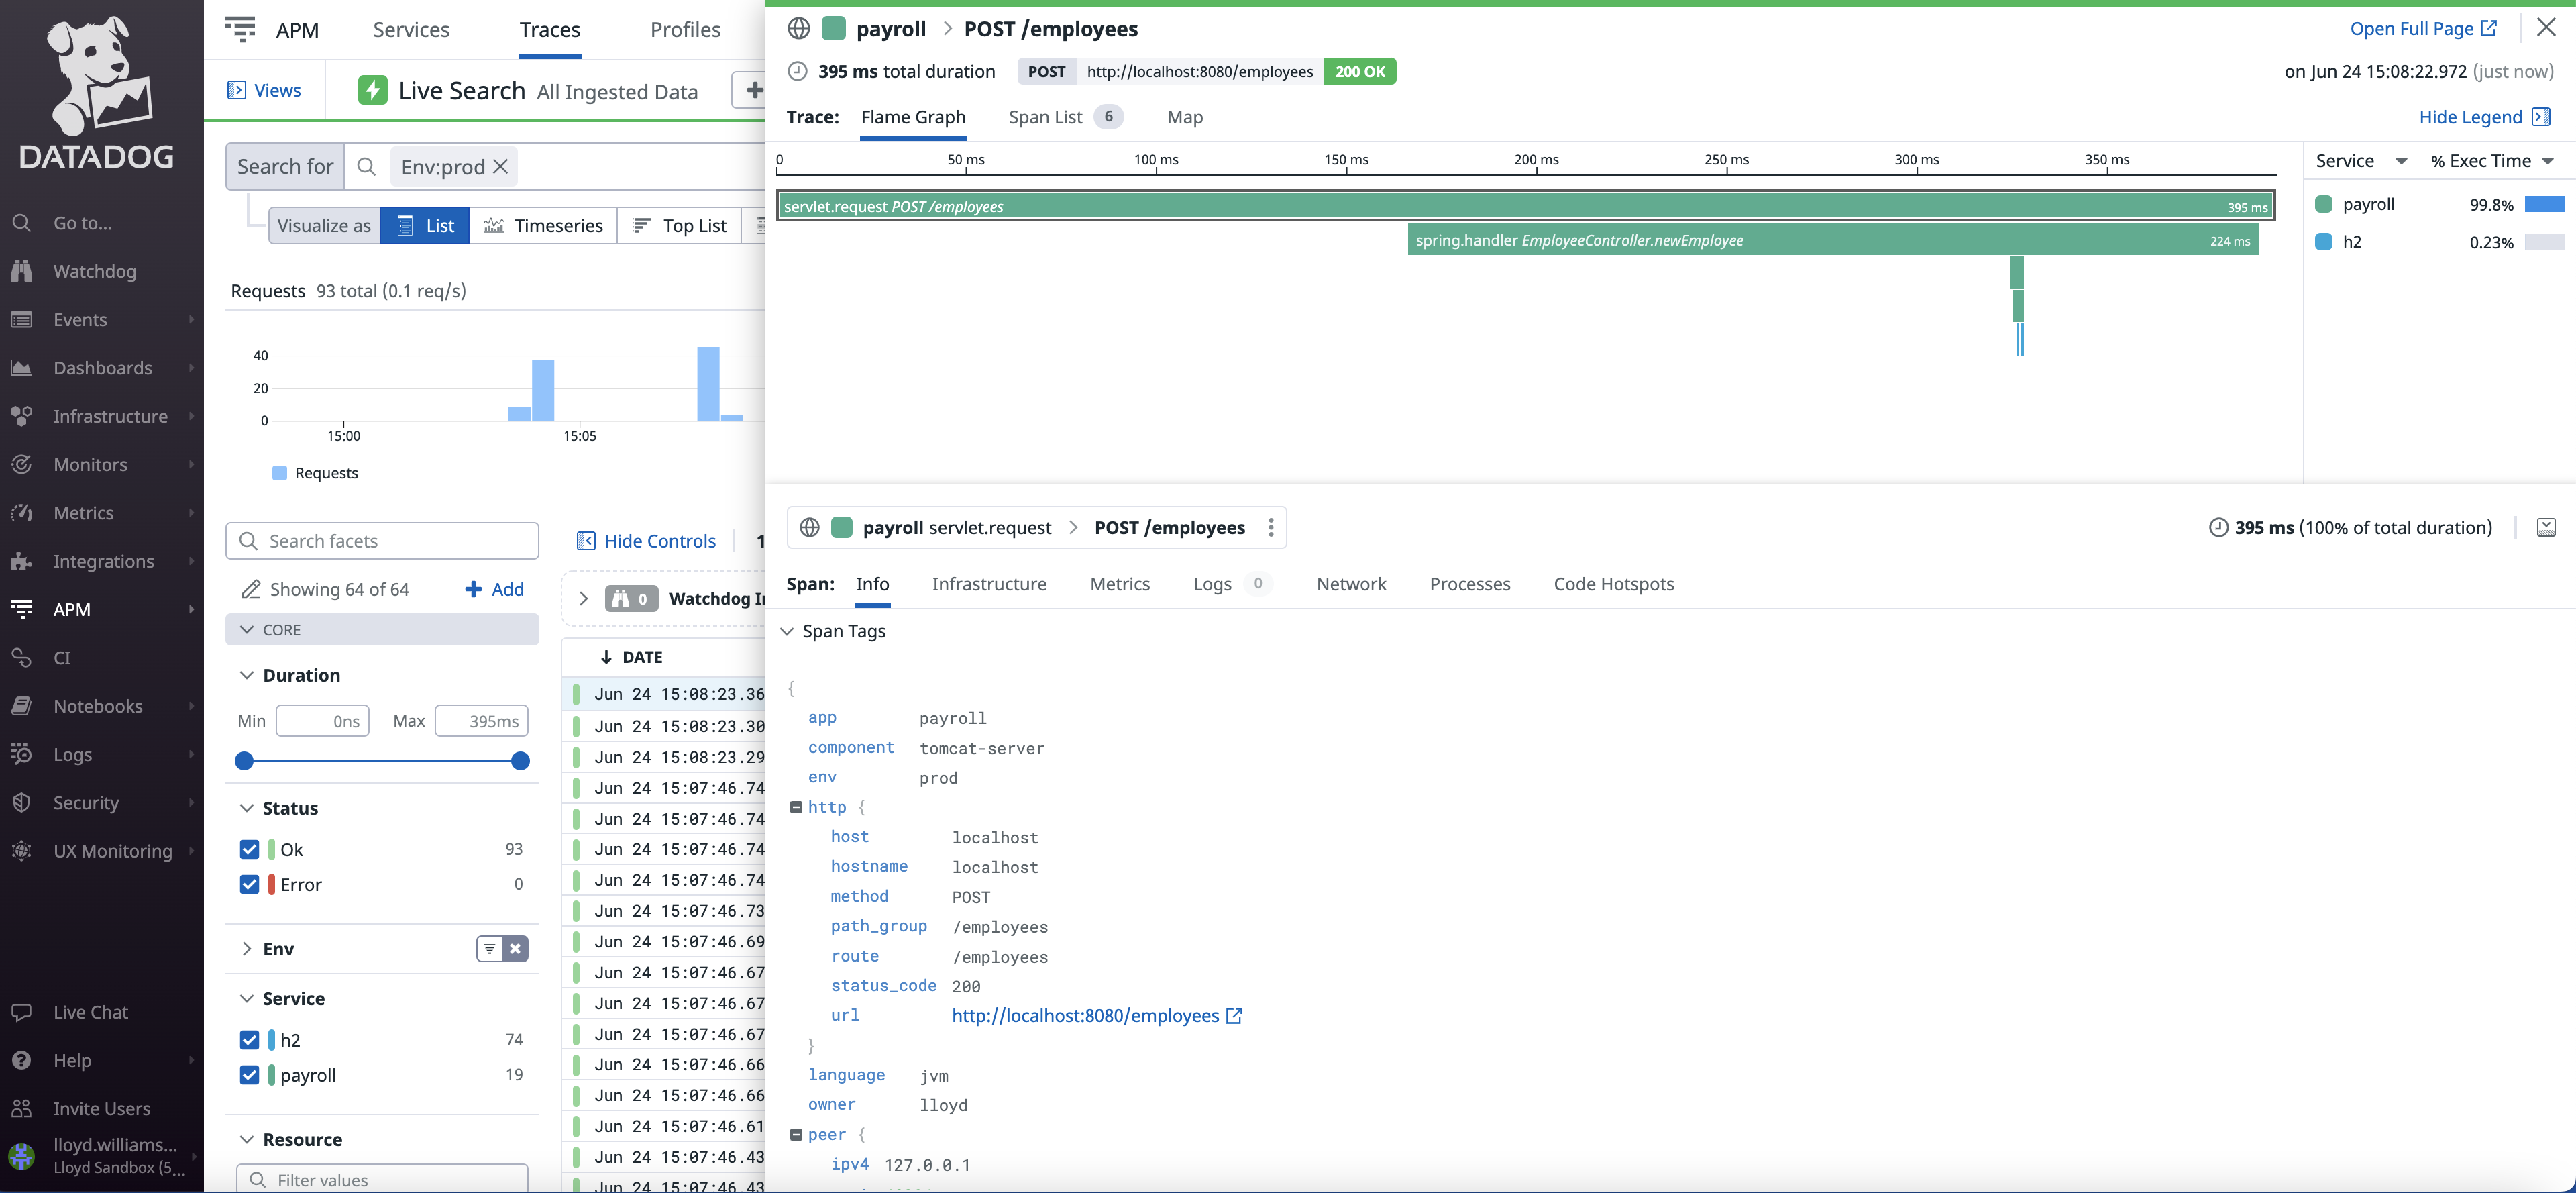 DATADOG
Go to...
Watchdog
Events
Dashboards
Infrastructure
Monitors
Metrics
Integrations
APM
CI
Notebooks
Logs
Security
UX Monitoring
Live Chat
Help
Invite Users
lloyd.williams...
Lloyd Sandbox (5...
APM
Services
Traces
Profiles
Views
Live Search All Ingested Data
Search for
Env:prod
Visualize as
List
Timeseries
Top List
Requests 93 total (0.1 req/s)
40
20
0
15:00
15:05
Requests
Search facets
Showing 64 of 64
Add
CORE
Duration
Min 0ns Max 395ms
Status
Ok 93
Error 0
Env
Service
h2 74
payroll 19
Resource
Filter values
Hide Controls
1
0 Watchdog
DATE
Jun 24 15:08:23.36
Jun 24 15:08:23.30
Jun 24 15:08:23.29
Jun 24 15:07:46.74
Jun 24 15:07:46.74
Jun 24 15:07:46.74
Jun 24 15:07:46.74
Jun 24 15:07:46.73
Jun 24 15:07:46.69
Jun 24 15:07:46.67
Jun 24 15:07:46.67
Jun 24 15:07:46.67
Jun 24 15:07:46.66
Jun 24 15:07:46.66
Jun 24 15:07:46.61
Jun 24 15:07:46.43
Jun 24 15:07:46.43
payroll POST /employees
Open Full Page
395 ms total duration POST http://localhost:8080/employees 200 OK
on Jun 24 15:08:22.972 (just now)
Trace: Flame Graph Span List 6 Map
Hide Legend
0 50 ms 100 ms 150 ms 200 ms 250 ms 300 ms 350 ms
servlet.request POST /employees 395 ms
spring.handler EmployeeController.newEmployee 224 ms
Service % Exec Time
payroll 99.8%
h2 0.23%
payroll servlet.request POST /employees
395 ms (100% of total duration)
Span: Info Infrastructure Metrics Logs 0 Network Processes Code Hotspots
Span Tags
{
app payroll
component tomcat-server
env prod
http {
host localhost
hostname localhost
method POST
path_group /employees
route /employees
status_code 200
url http://localhost:8080/employees
}
language jvm
owner lloyd
peer {
ipv4 127.0.0.1